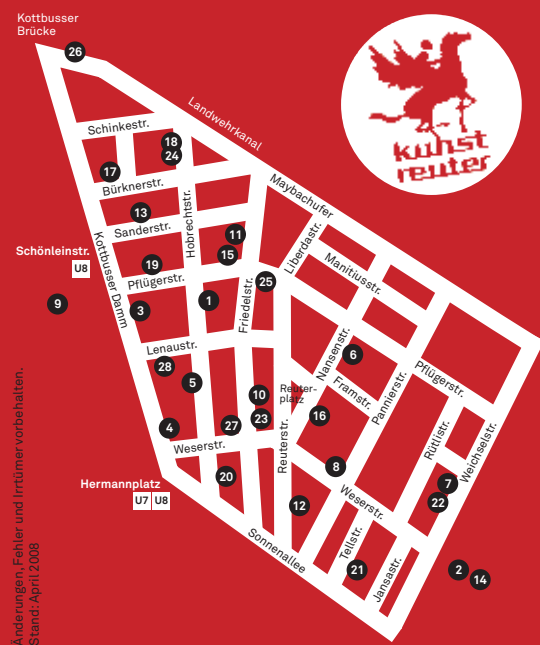 Kottbusser
Brücke
26
Landwehrkanal
kunst
reuter
Schinkestr.
18
24
17
Bürknerstr.
Maybachufer
13
Sanderstr.
Hobrechtstr.
11
Liberdastr.
Schönleinstr.
U8
Kottbusser Damm
19
15
Manitiusstr.
Pflügerstr.
25
9
3
1
Friedelstr.
Lenaustr.
Nansenstr.
6
28
5
Pflügerstr.
Framstr.
Pannierstr.
10
Reuter-
platz
16
23
4
27
Weserstr.
Reuterstr.
Rütlistr.
Weichselstr.
Hermannplatz
U7 U8
20
8
7
22
12
Weserstr.
Sonnenallee
Tellstr.
21
Jansastr.
2
14
Änderungen, Fehler und Irrtümer vorbehalten.
Stand: April 2008